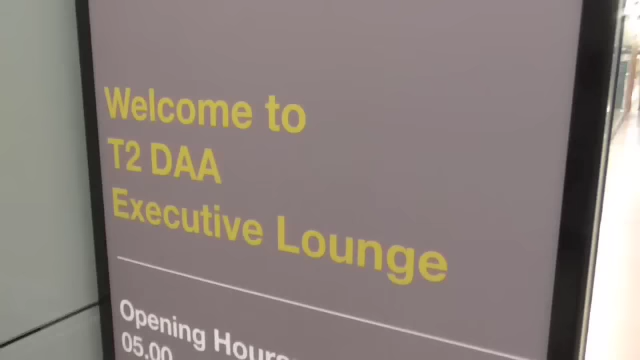 Welcome to
T2 DAA
Executive Lounge
Opening Hours
05.00